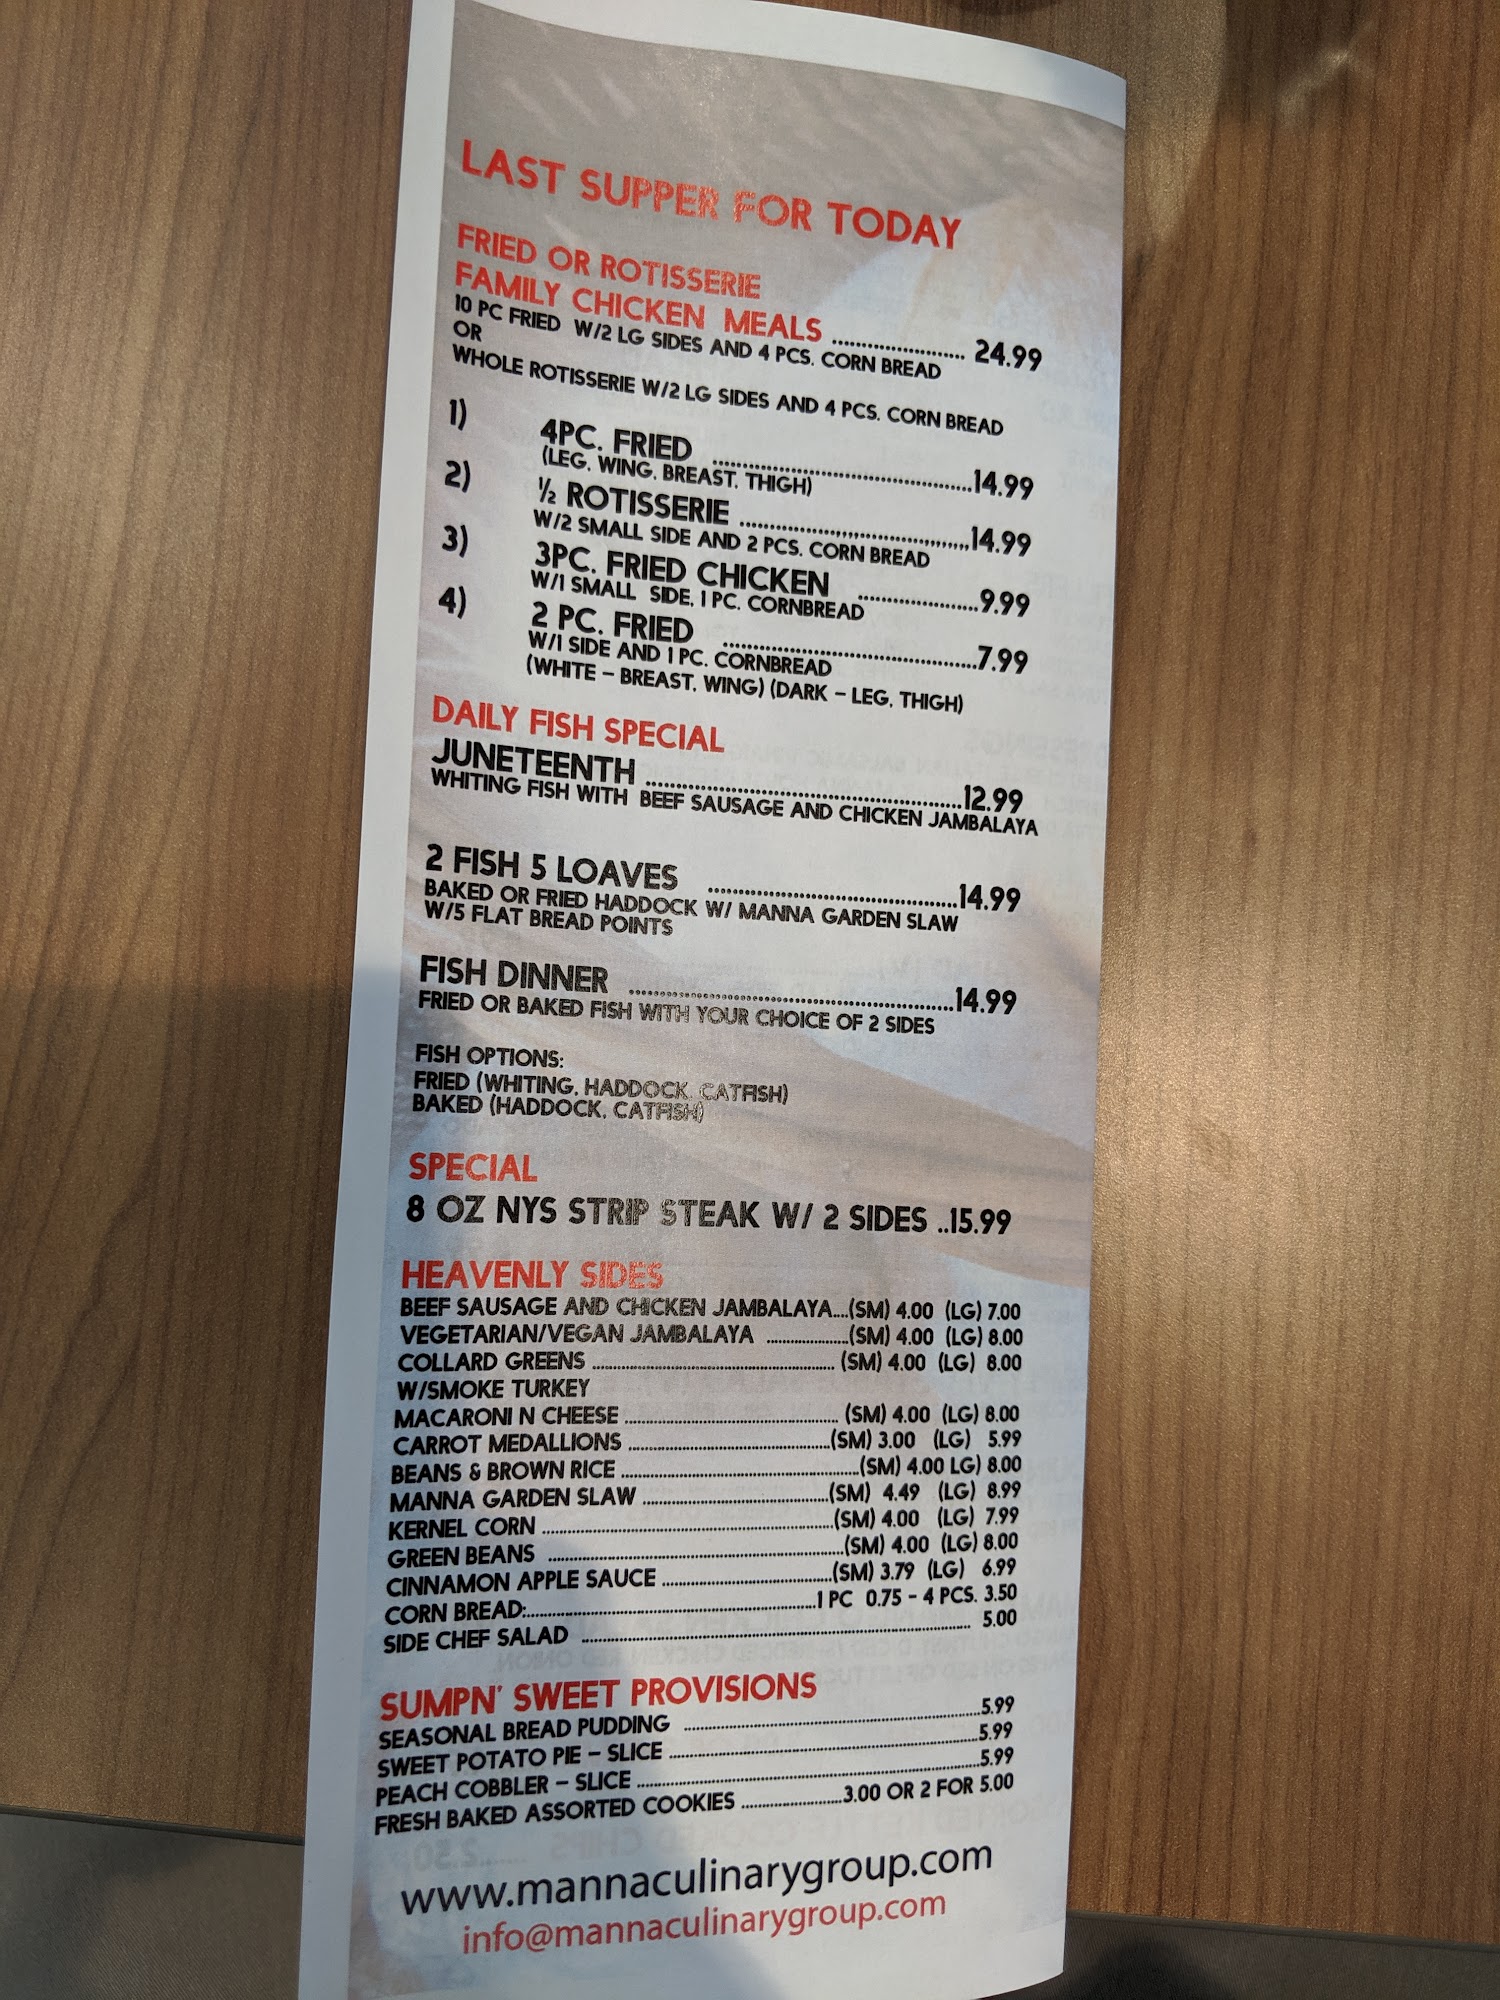 LAST SUPPER FOR TODAY
FRIED OR ROTISSERIE
FAMILY CHICKEN MEALS ........................ 24.99
10 PC FRIED W/2 LG SIDES AND 4 PCS. CORN BREAD
OR
WHOLE ROTISSERIE W/2 LG SIDES AND 4 PCS. CORN BREAD
1) 4PC. FRIED ........................14.99
(LEG, WING, BREAST, THIGH)
2) ½ ROTISSERIE ........................14.99
W/2 SMALL SIDE AND 2 PCS. CORN BREAD
3) 3PC. FRIED CHICKEN ........................9.99
W/1 SMALL SIDE, 1 PC. CORNBREAD
4) 2 PC. FRIED ........................7.99
W/1 SIDE AND 1 PC. CORNBREAD
(WHITE – BREAST, WING) (DARK – LEG, THIGH)
DAILY FISH SPECIAL
JUNETEENTH ........................12.99
WHITING FISH WITH BEEF SAUSAGE AND CHICKEN JAMBALAYA
2 FISH 5 LOAVES ........................14.99
BAKED OR FRIED HADDOCK W/ MANNA GARDEN SLAW
W/5 FLAT BREAD POINTS
FISH DINNER ........................14.99
FRIED OR BAKED FISH WITH YOUR CHOICE OF 2 SIDES
FISH OPTIONS:
FRIED (WHITING, HADDOCK, CATFISH)
BAKED (HADDOCK, CATFISH)
SPECIAL
8 OZ NYS STRIP STEAK W/ 2 SIDES ..15.99
HEAVENLY SIDES
BEEF SAUSAGE AND CHICKEN JAMBALAYA...(SM) 4.00 (LG) 7.00
VEGETARIAN/VEGAN JAMBALAYA ........................(SM) 4.00 (LG) 8.00
COLLARD GREENS ........................ (SM) 4.00 (LG) 8.00
W/SMOKE TURKEY
MACARONI N CHEESE ........................ (SM) 4.00 (LG) 8.00
CARROT MEDALLIONS ........................(SM) 3.00 (LG) 5.99
BEANS & BROWN RICE ........................(SM) 4.00 LG) 8.00
MANNA GARDEN SLAW ........................(SM) 4.49 (LG) 8.99
KERNEL CORN ........................(SM) 4.00 (LG) 7.99
GREEN BEANS ........................(SM) 4.00 (LG) 8.00
CINNAMON APPLE SAUCE ........................(SM) 3.79 (LG) 6.99
CORN BREAD:........................1 PC 0.75 - 4 PCS. 3.50
SIDE CHEF SALAD ........................ 5.00
SUMPN' SWEET PROVISIONS
SEASONAL BREAD PUDDING ........................5.99
SWEET POTATO PIE – SLICE ........................5.99
PEACH COBBLER – SLICE ........................5.99
FRESH BAKED ASSORTED COOKIES ........................3.00 OR 2 FOR 5.00
www.mannaculinarygroup.com
info@mannaculinarygroup.com